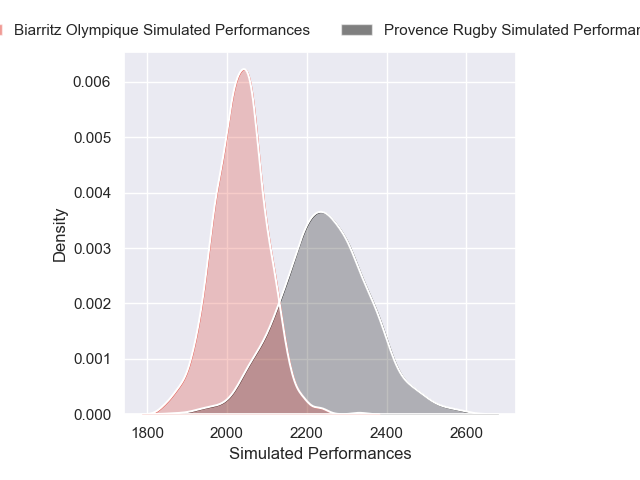 Biarritz Olympique Simulated Performances
Provence Rugby Simulated
0.006
0.005
0.004
0.003
0.002
0.001
0.000
Density
1800 2000 2200 2400 2600
Simulated Performances